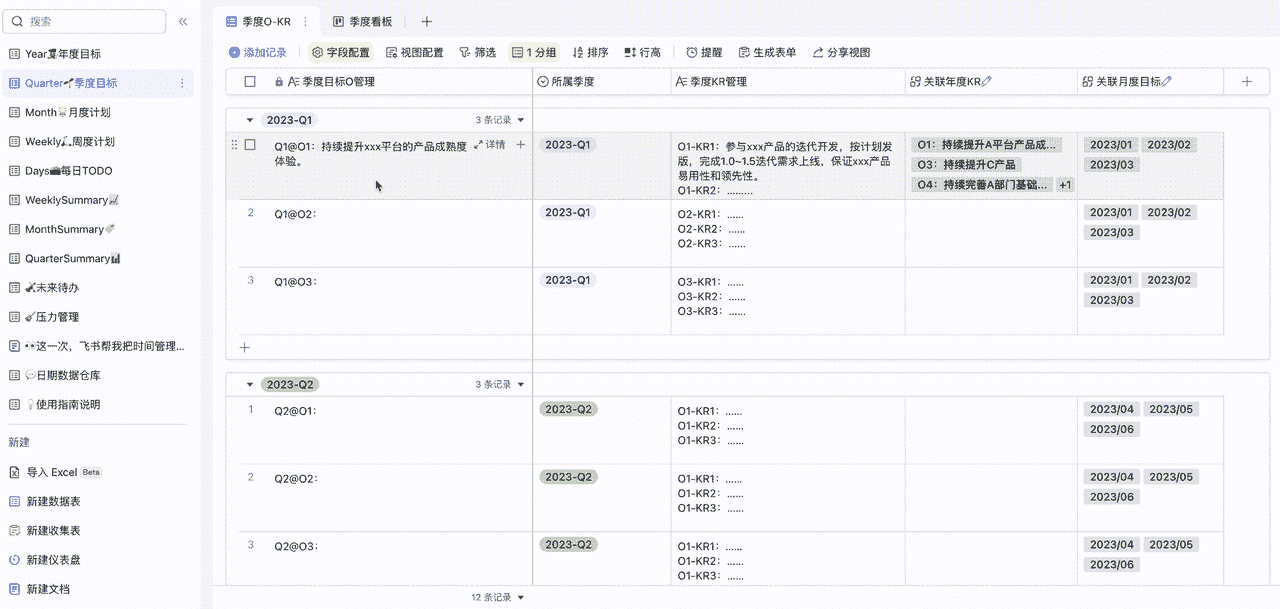 搜索
Year年度目标
Quarter季度目标
Month月度计划
Weekly周度计划
Days每日TODO
WeeklySummary
MonthSummary
QuarterSummary
未来待办
压力管理
这一次，飞书帮我把时间管理...
日期数据仓库
使用指南说明
新建
导入 Excel Beta
新建数据表
新建收集表
新建仪表盘
新建文档
季度O-KR
季度看板
添加记录 字段配置 视图配置 筛选 1 分组 排序 行高 提醒 生成表单 分享视图
季度目标O管理 所属季度 季度KR管理 关联年度KR 关联月度目标
2023-Q1 3 条记录
Q1@O1：持续提升xxx平台的产品成熟度
体验。
详情
2023-Q1
O1-KR1：参与xxx产品的迭代开发，按计划发
版，完成1.0~1.5迭代需求上线，保证xxx产品
易用性和领先性。
O1-KR2：.........
O1：持续提升A平台产品成...
O3：持续提升C产品
O4：持续完善A部门基础... +1
2023/01 2023/02
2023/03
2 Q1@O2： 2023-Q1
O2-KR1：......
O2-KR2：......
O2-KR3：......
2023/01 2023/02
2023/03
3 Q1@O3： 2023-Q1
O3-KR1：......
O3-KR2：......
O3-KR3：......
2023/01 2023/02
2023/03
2023-Q2 3 条记录
1 Q2@O1： 2023-Q2
O1-KR1：......
O1-KR2：......
O1-KR3：......
2023/04 2023/05
2023/06
2 Q2@O2： 2023-Q2
O1-KR1：......
O1-KR2：......
O1-KR3：......
2023/04 2023/05
2023/06
3 Q2@O3： 2023-Q2
O1-KR1：......
O1-KR2：......
O1-KR3：......
2023/04 2023/05
2023/06
12 条记录